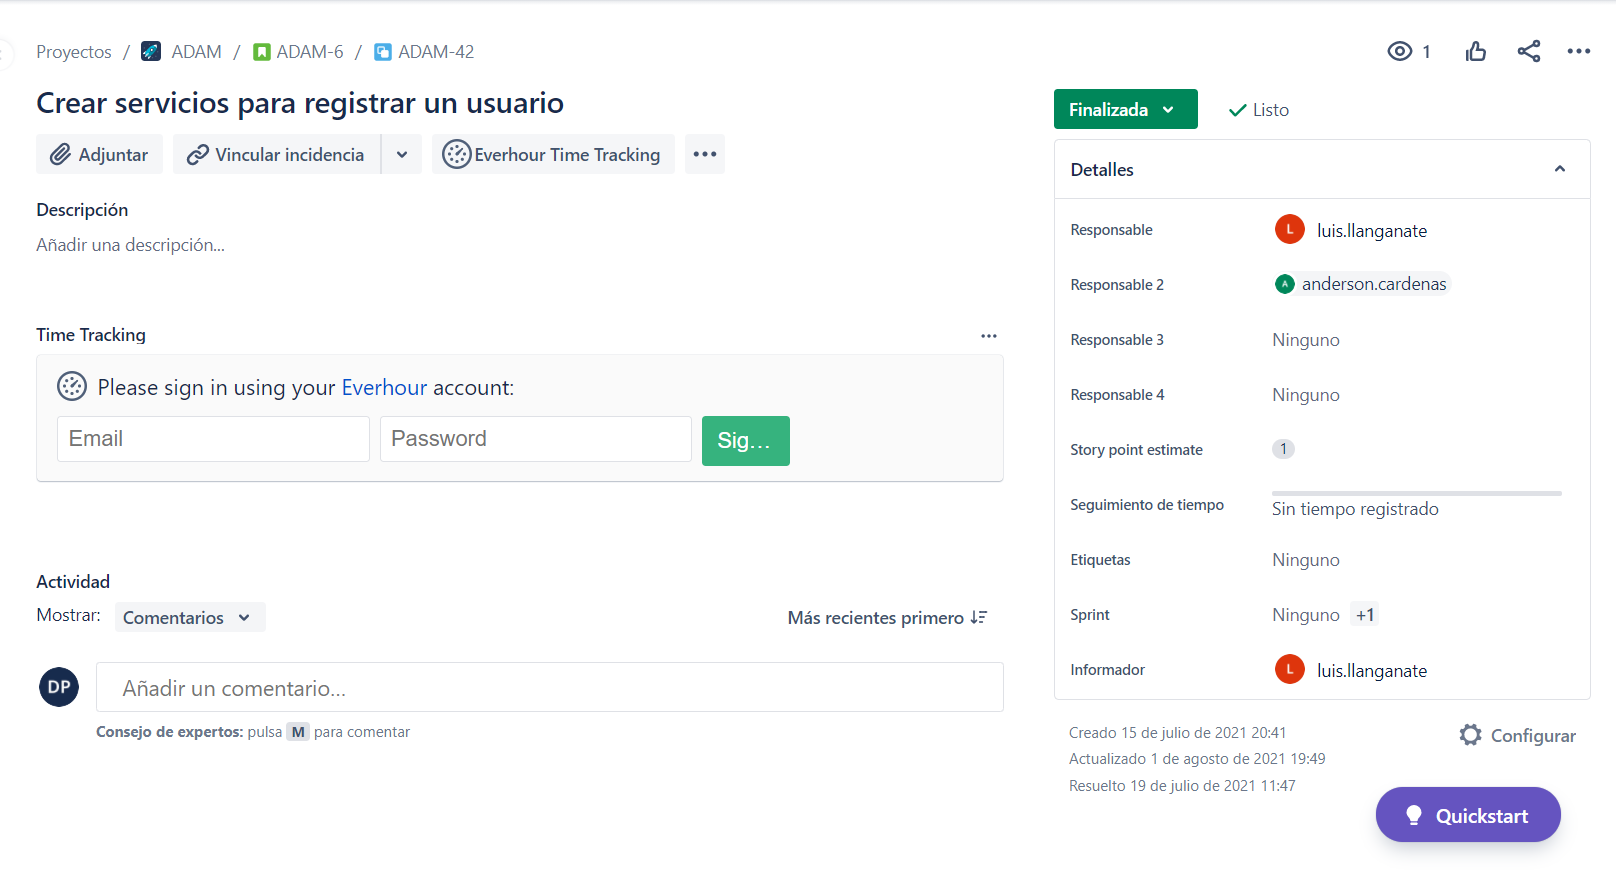 Proyectos / ADAM / ADAM-6 / ADAM-42
1
Crear servicios para registrar un usuario
Adjuntar
Vincular incidencia
Everhour Time Tracking
Descripción
Añadir una descripción...
Time Tracking
Please sign in using your Everhour account:
Email
Password
Sig...
Actividad
Mostrar:
Comentarios
Más recientes primero
DP
Añadir un comentario...
Consejo de expertos: pulsa M para comentar
Finalizada
Listo
Detalles
Responsable
L luis.llanganate
Responsable 2
A anderson.cardenas
Responsable 3
Ninguno
Responsable 4
Ninguno
Story point estimate
1
Seguimiento de tiempo
Sin tiempo registrado
Etiquetas
Ninguno
Sprint
Ninguno +1
Informador
L luis.llanganate
Creado 15 de julio de 2021 20:41
Actualizado 1 de agosto de 2021 19:49
Resuelto 19 de julio de 2021 11:47
Configurar
Quickstart